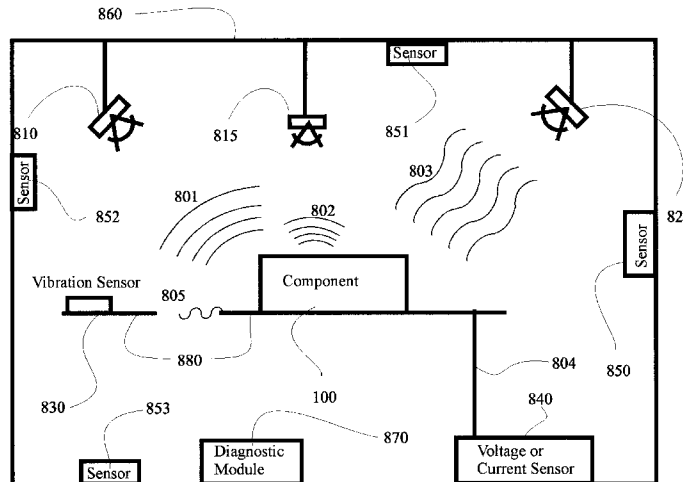 860
Sensor
810
815
851
803
Sensor
801
852
802
82
Sensor
Vibration Sensor
805
Component
880
804
850
830
853
100
870
840
Sensor
Diagnostic
Module
Voltage or
Current Sensor